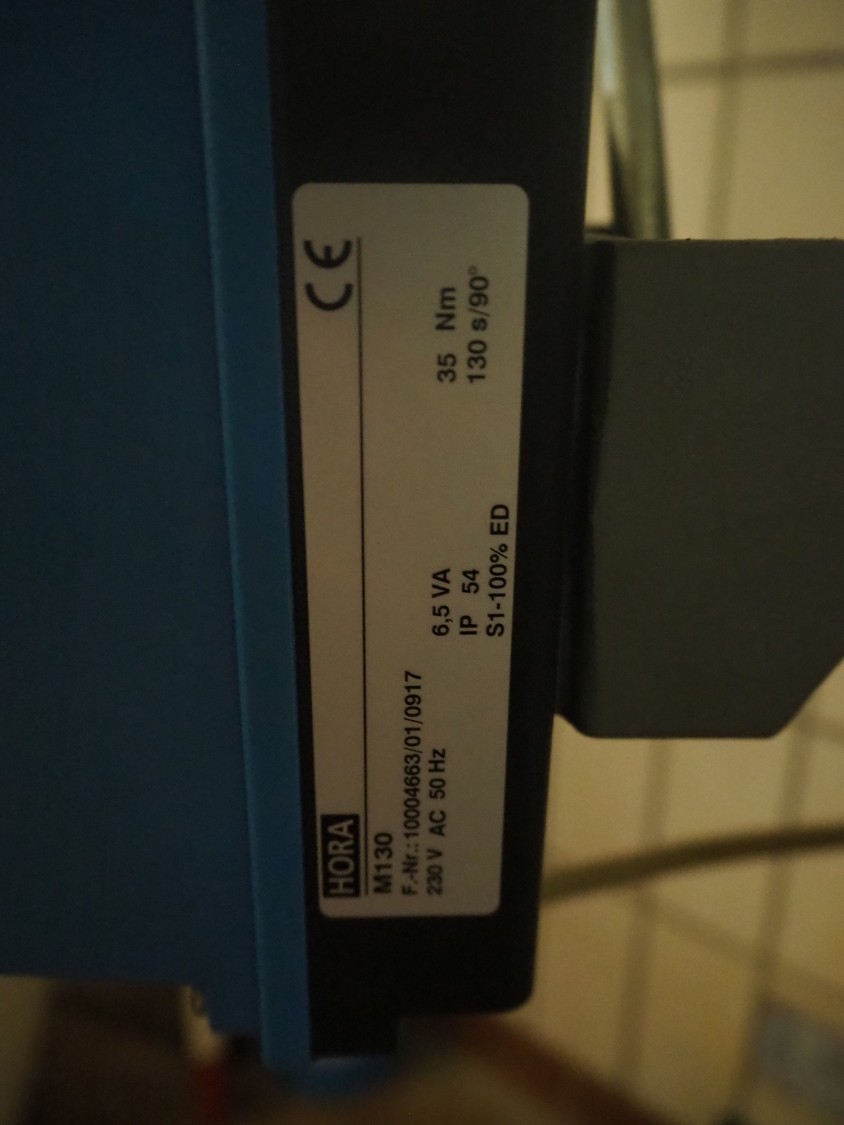 HORA
CE
M130
F.-Nr.: 10004663/01/0917
230 V AC 50 Hz
6,5 VA
IP 54
S1-100% ED
35 Nm
130 s/90°